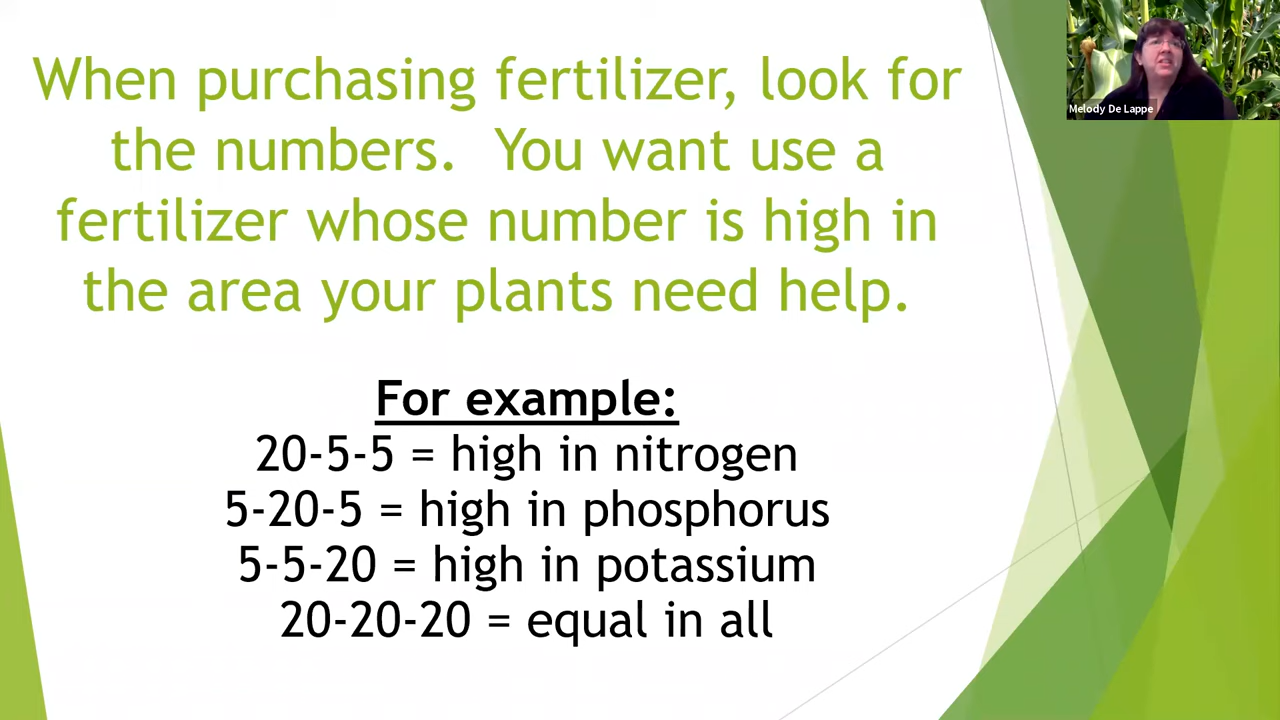 When purchasing fertilizer, look for
the numbers.  You want use a
fertilizer whose number is high in
the area your plants need help.
For example:
20-5-5 = high in nitrogen
5-20-5 = high in phosphorus
5-5-20 = high in potassium
20-20-20 = equal in all
Melody De Lappe